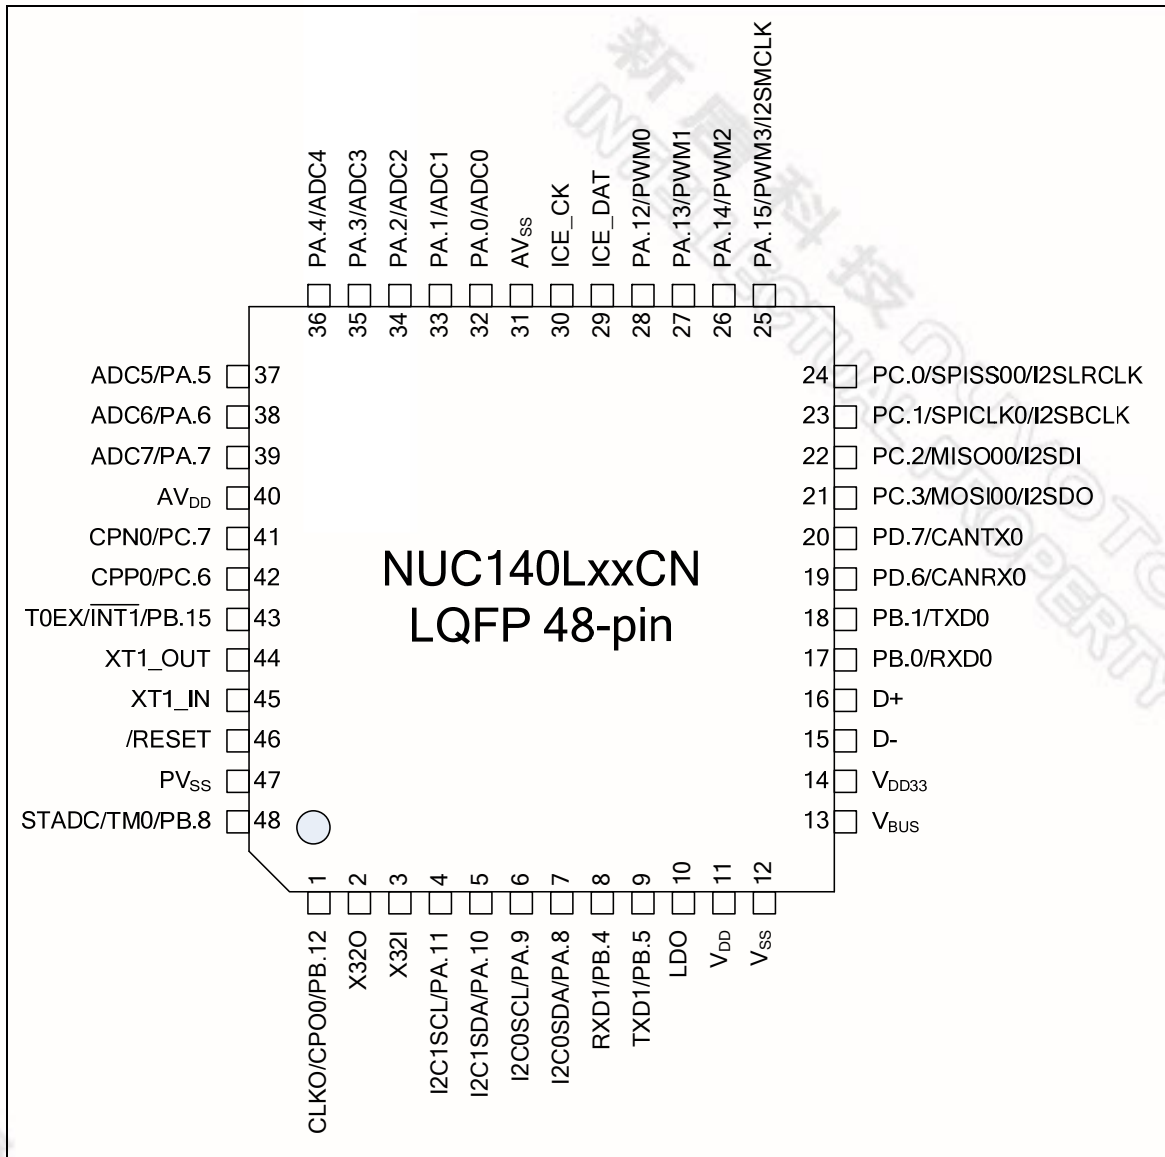 新唐科技 nuvoTon
INTELLECTUAL PROPERTY
PA.4/ADC4
PA.3/ADC3
PA.2/ADC2
PA.1/ADC1
PA.0/ADC0
AVSS
ICE_CK
ICE_DAT
PA.12/PWM0
PA.13/PWM1
PA.14/PWM2
PA.15/PWM3/I2SMCLK
36
35
34
33
32
31
30
29
28
27
26
25
ADC5/PA.5 37
ADC6/PA.6 38
ADC7/PA.7 39
AVDD 40
CPN0/PC.7 41
CPP0/PC.6 42
T0EX/I̅N̅T̅1̅/PB.15 43
XT1_OUT 44
XT1_IN 45
/RESET 46
PVSS 47
STADC/TM0/PB.8 48
NUC140LxxCN
LQFP 48-pin
24 PC.0/SPISS00/I2SLRCLK
23 PC.1/SPICLK0/I2SBCLK
22 PC.2/MISO00/I2SDI
21 PC.3/MOSI00/I2SDO
20 PD.7/CANTX0
19 PD.6/CANRX0
18 PB.1/TXD0
17 PB.0/RXD0
16 D+
15 D-
14 VDD33
13 VBUS
1
2
3
4
5
6
7
8
9
10
11
12
CLKO/CPO0/PB.12
X32O
X32I
I2C1SCL/PA.11
I2C1SDA/PA.10
I2C0SCL/PA.9
I2C0SDA/PA.8
RXD1/PB.4
TXD1/PB.5
LDO
VDD
VSS